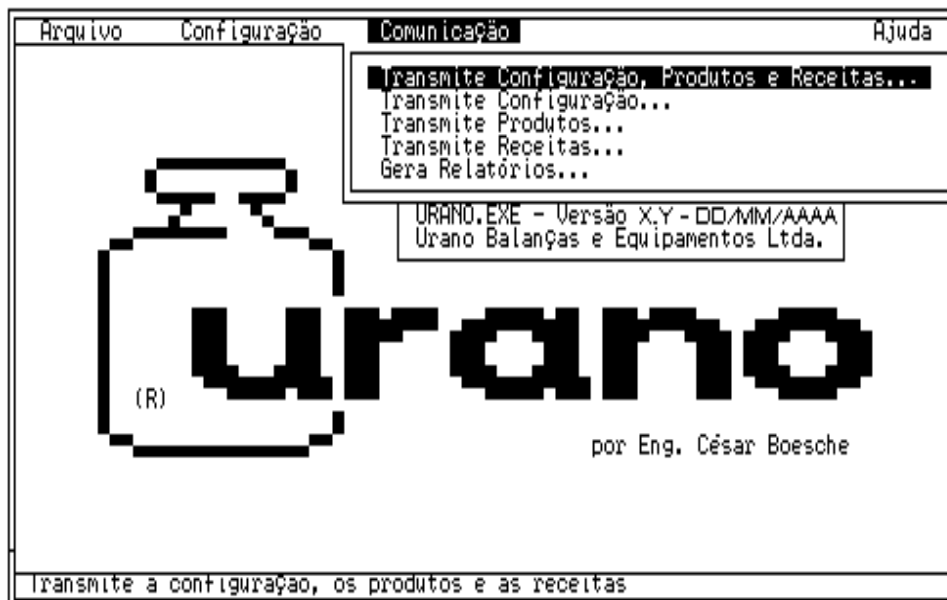 Arquivo Configuração Comunicação Ajuda
Transmite Configuração, Produtos e Receitas...
Transmite Configuração...
Transmite Produtos...
Transmite Receitas...
Gera Relatórios...
URANO.EXE - Versão X.Y - DD/MM/AAAA
Urano Balanças e Equipamentos Ltda.
urano
(R)
por Eng. César Boesche
Transmite a configuração, os produtos e as receitas